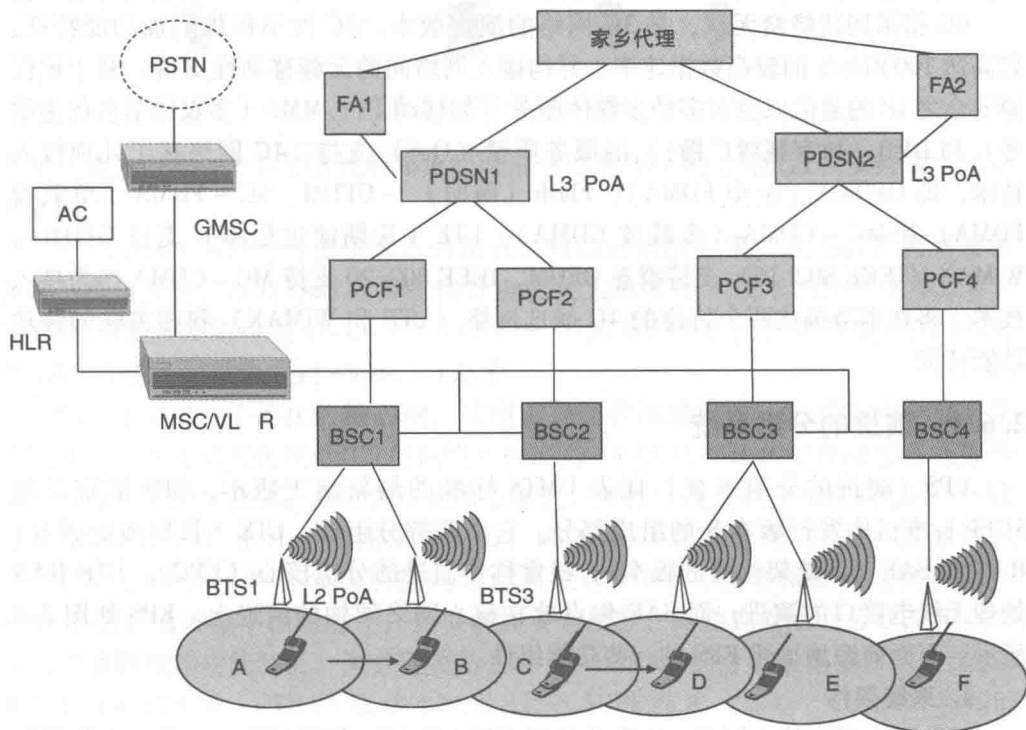 家乡代理
PSTN
FA1
FA2
PDSN1
L3 PoA
PDSN2
L3 PoA
AC
GMSC
PCF1
PCF2
PCF3
PCF4
HLR
MSC/VL R
BSC1
BSC2
BSC3
BSC4
BTS1
L2 PoA
BTS3
A
B
C
D
E
F